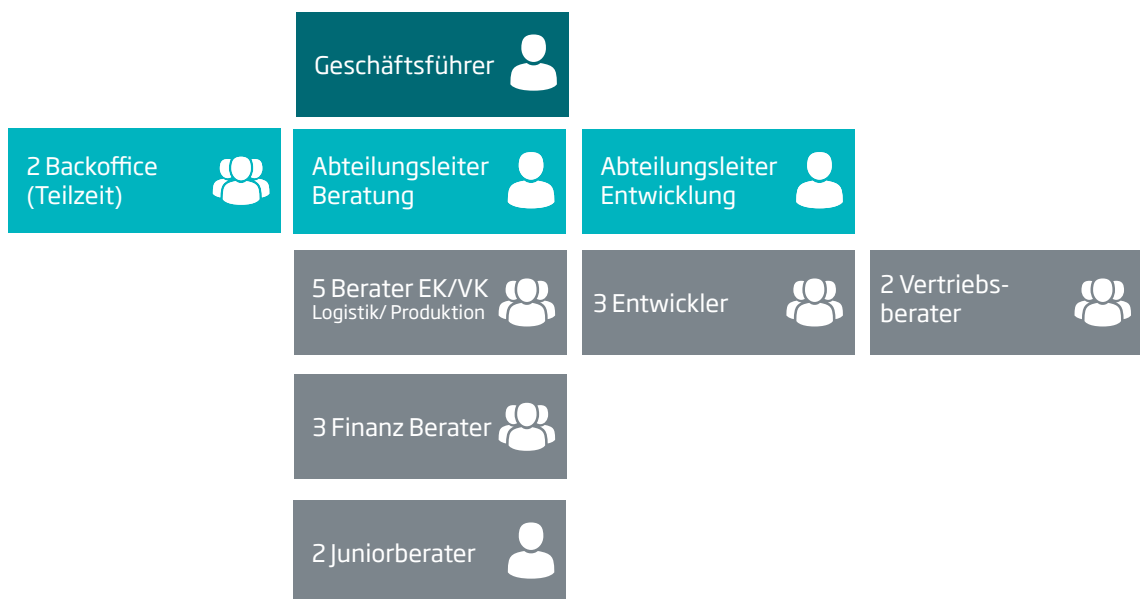 Geschäftsführer
2 Backoffice
(Teilzeit)
Abteilungsleiter
Beratung
Abteilungsleiter
Entwicklung
5 Berater EK/VK
Logistik/ Produktion
3 Entwickler
2 Vertriebs-
berater
3 Finanz Berater
2 Juniorberater